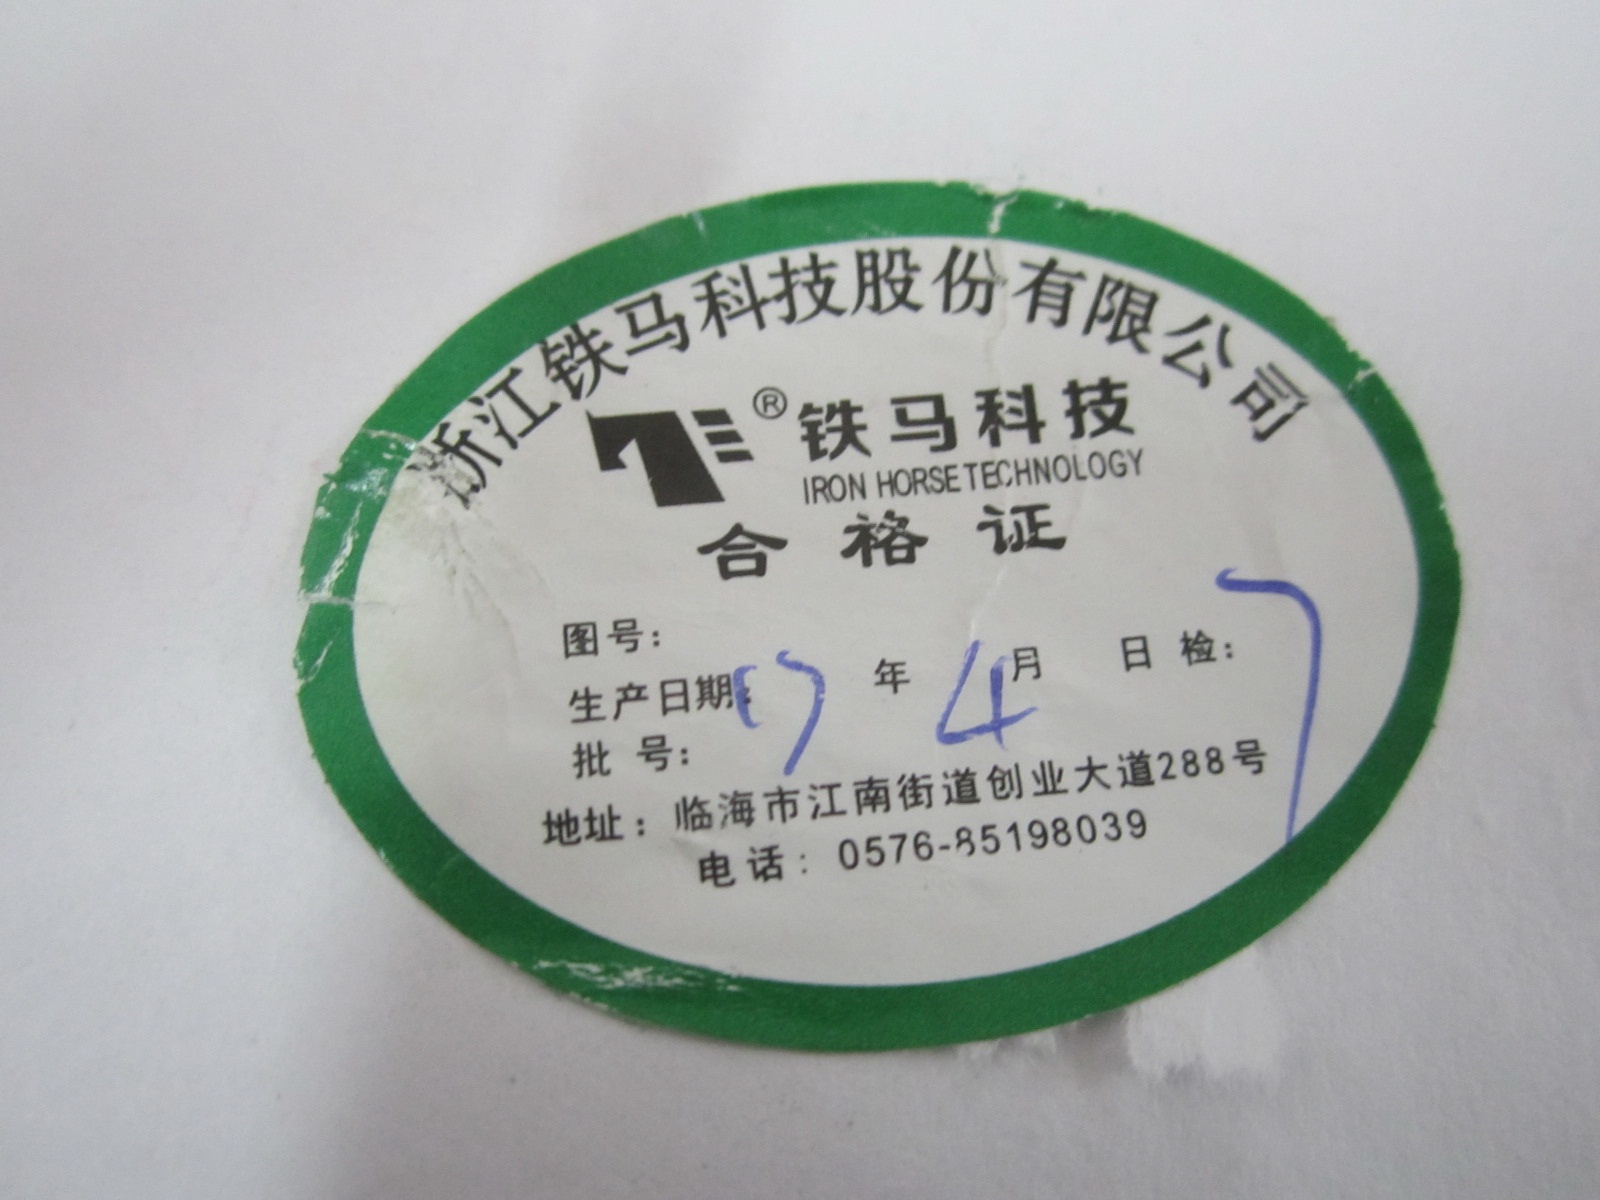 浙江铁马科技股份有限公司
® 铁马科技
IRON HORSE TECHNOLOGY
合格证
图号：
生产日期：17 年 4 月 日 检：7
批 号：
地址：临海市江南街道创业大道288号
电话：0576-85198039